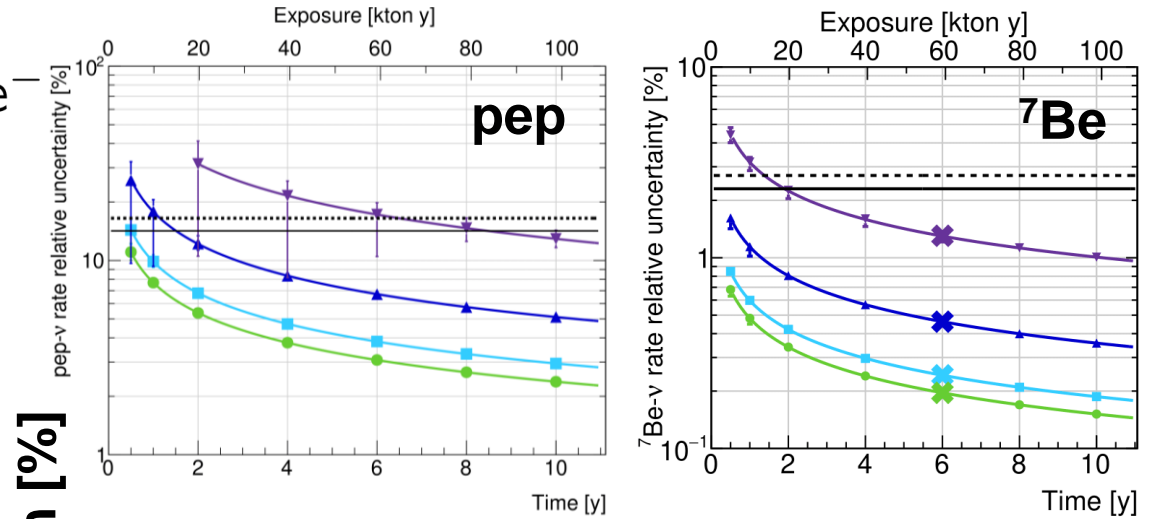 Exposure [kton y]
0 20 40 60 80 100
10²
10
1
pep-ν rate relative uncertainty [%]
pep
0 2 4 6 8 10
Time [y]
Exposure [kton y]
0 20 40 60 80 100
10
1
10⁻¹
⁷Be-ν rate relative uncertainty [%]
⁷Be
0 2 4 6 8 10
Time [y]
[%]